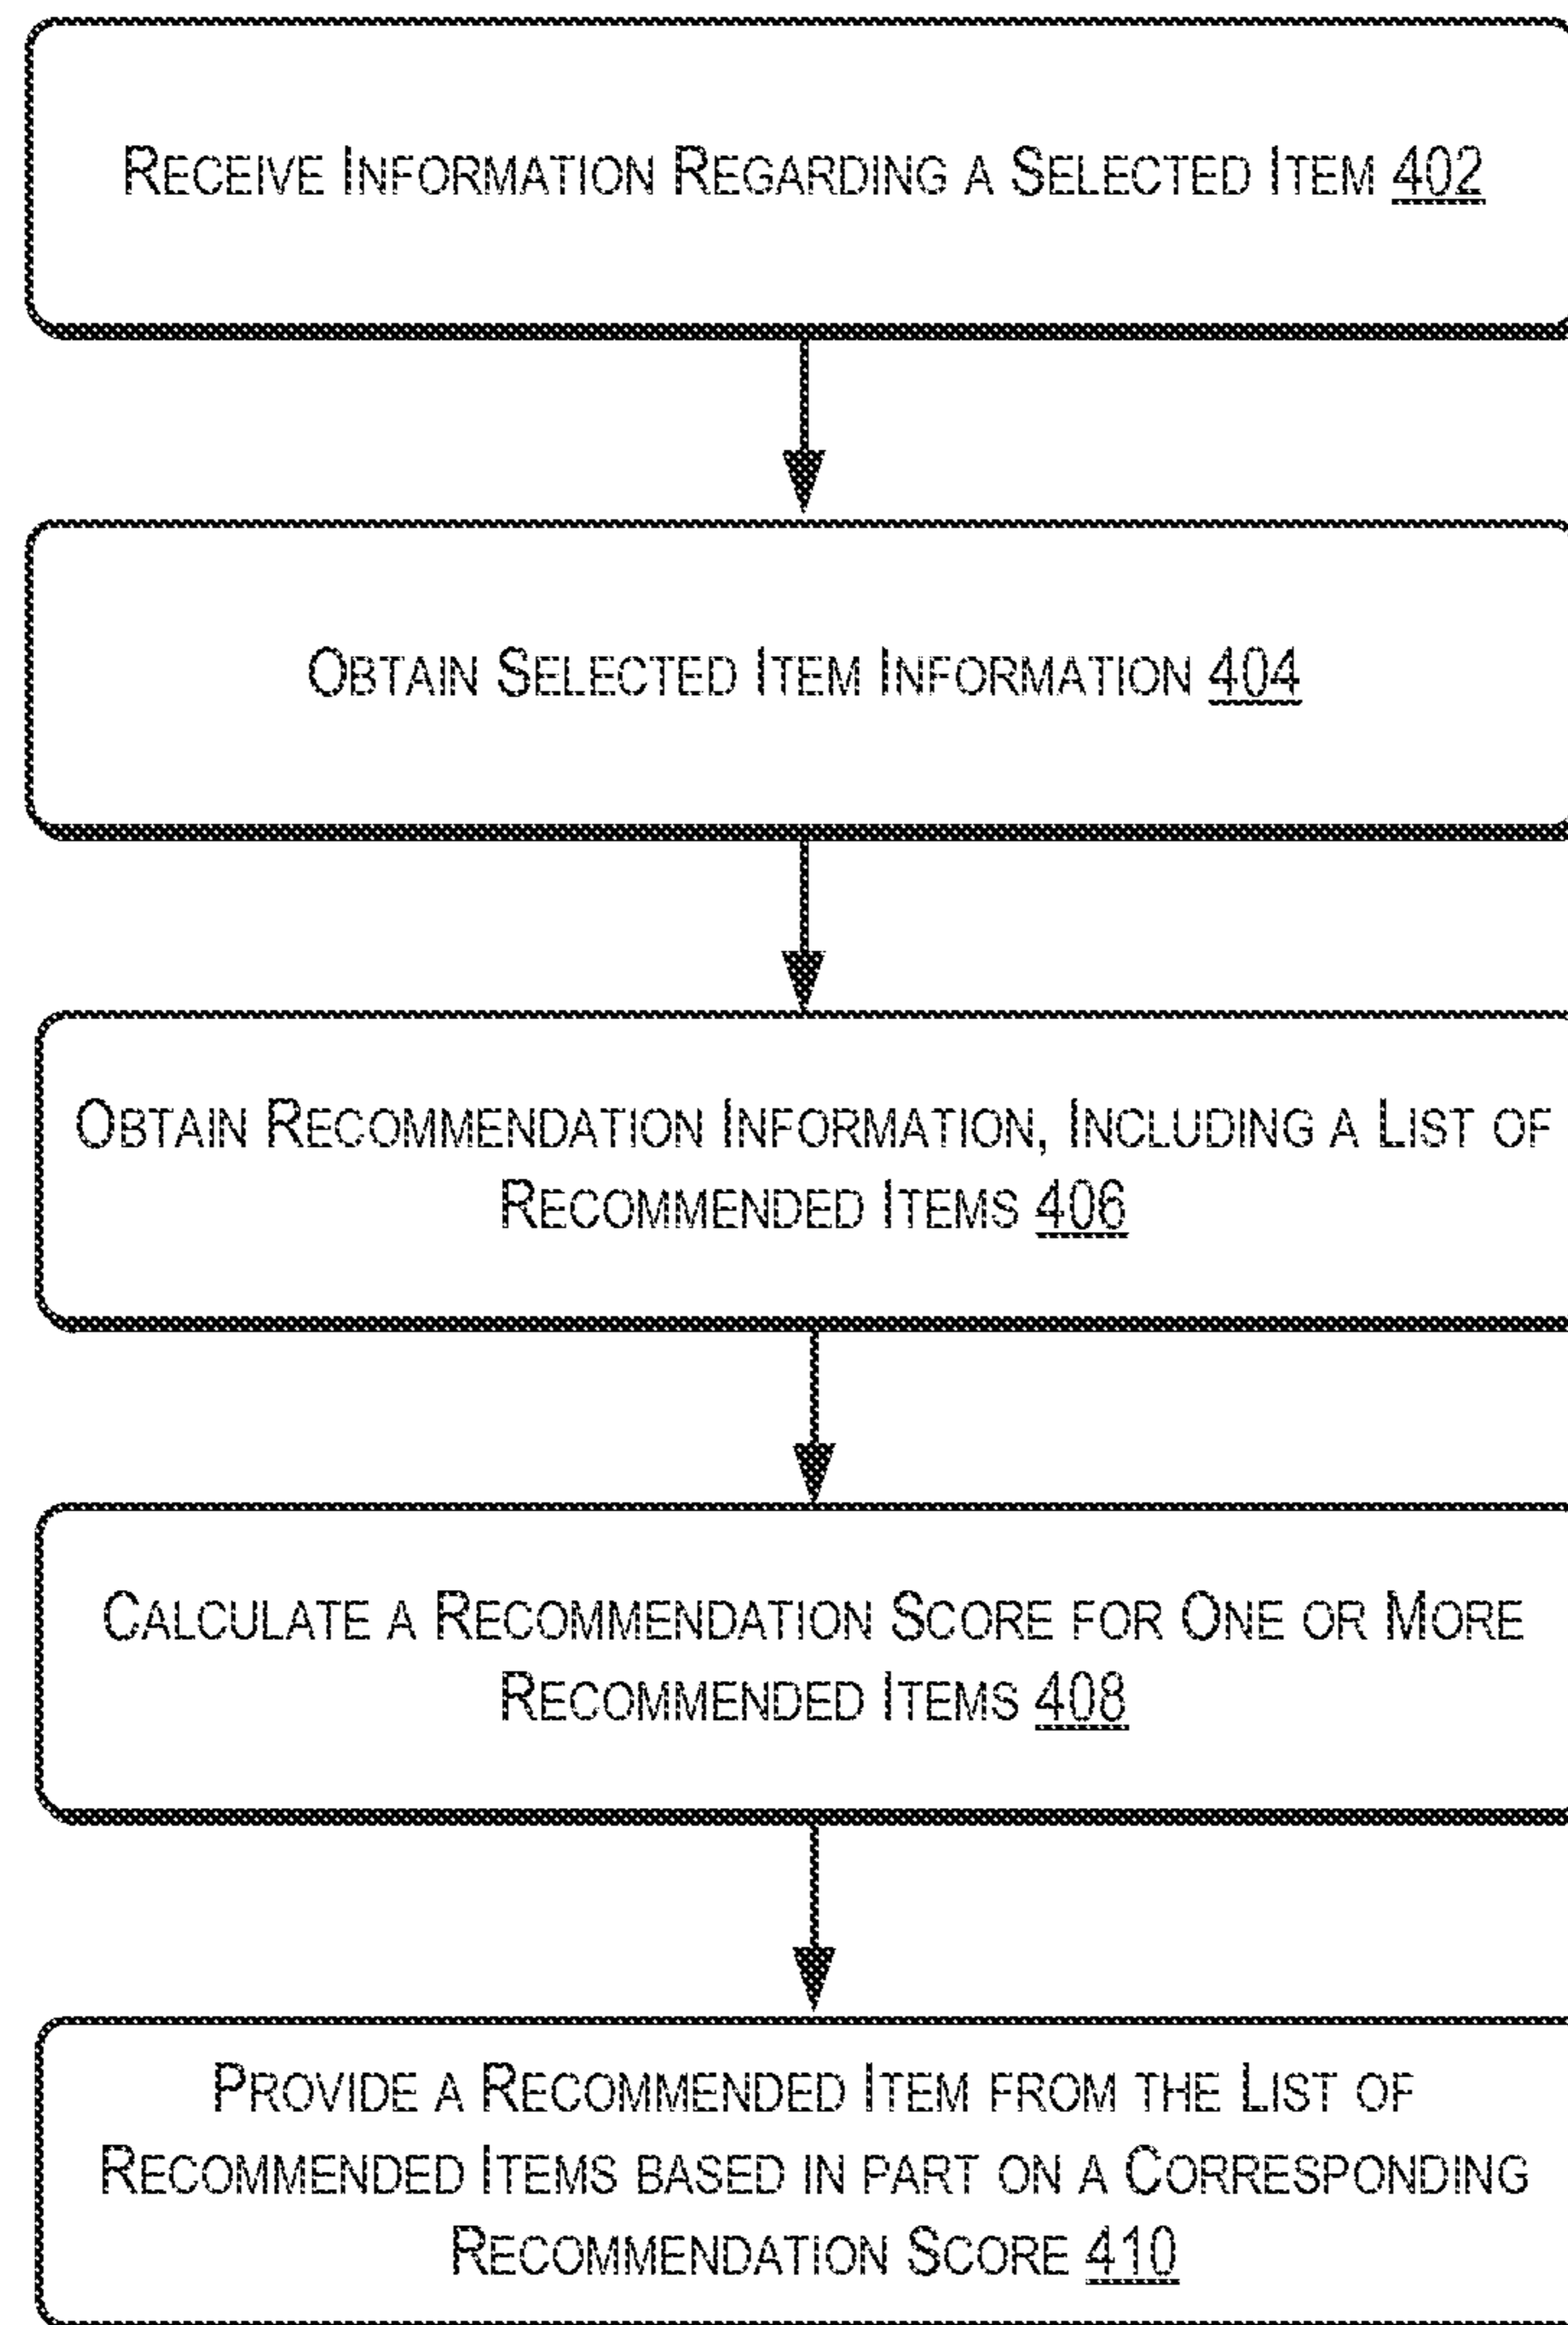 RECEIVE INFORMATION REGARDING A SELECTED ITEM 402
OBTAIN SELECTED ITEM INFORMATION 404
OBTAIN RECOMMENDATION INFORMATION, INCLUDING A LIST OF
RECOMMENDED ITEMS 406
CALCULATE A RECOMMENDATION SCORE FOR ONE OR MORE
RECOMMENDED ITEMS 408
PROVIDE A RECOMMENDED ITEM FROM THE LIST OF
RECOMMENDED ITEMS BASED IN PART ON A CORRESPONDING
RECOMMENDATION SCORE 410